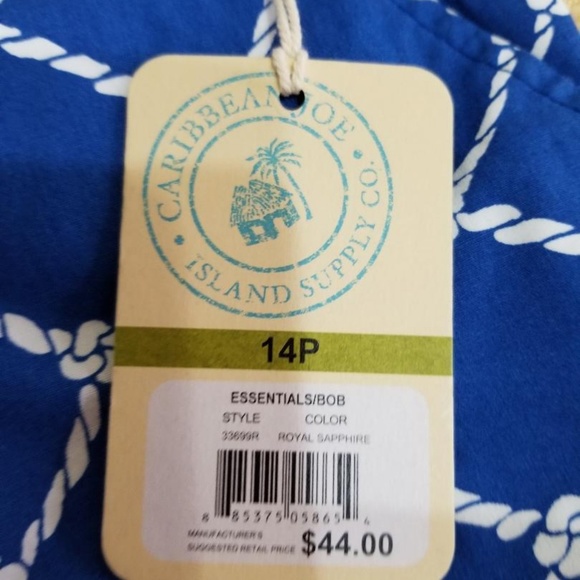 CARIBBEAN JOE
• ISLAND SUPPLY CO. •
14P
ESSENTIALS/BOB
STYLE COLOR
33699R ROYAL SAPPHIRE
8 85375 05865 4
MANUFACTURER'S
SUGGESTED RETAIL PRICE $44.00